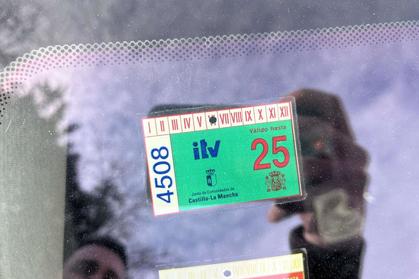 I II III IV V VII VIII IX X XI XII
4508
itv
Válido hasta
25
Junta de Comunidades de
Castilla-La Mancha